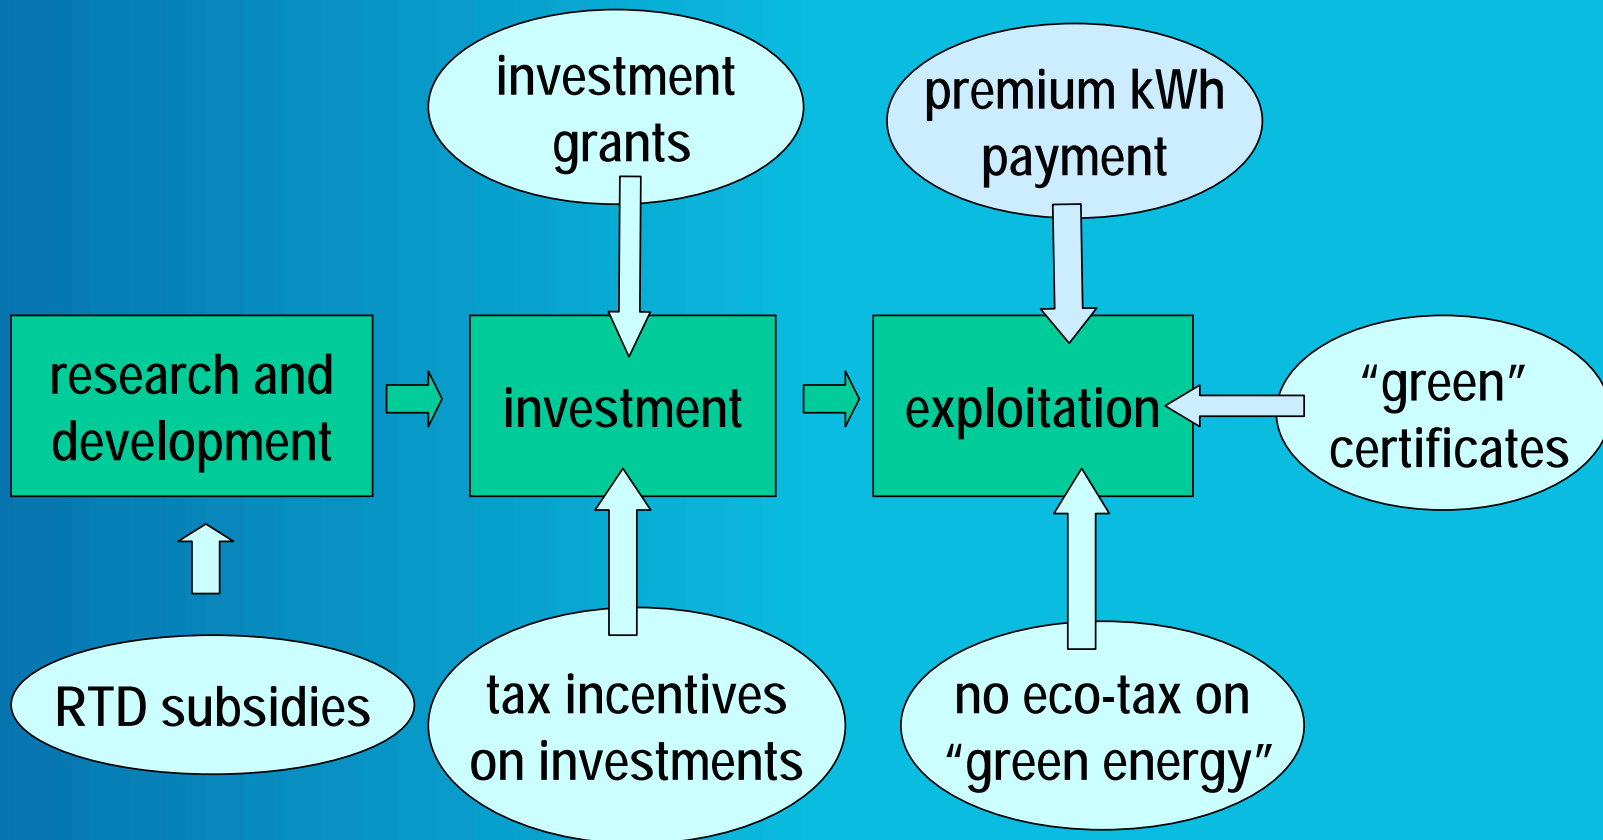 investment
grants
premium kWh
payment
research and
development
investment
exploitation
“green”
certificates
RTD subsidies
tax incentives
on investments
no eco-tax on
“green energy”